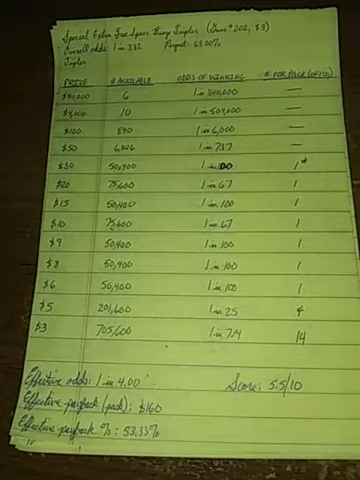 Special Extra Free Space Bingo Tripler (Game # 202, $3)
Overall odds: 1 in 3.32 Payout: 63.00%
Tripler
PRIZE # AVAILABLE ODDS OF WINNING # PER PACK (OF 100)
$40,000 6 1 in 840,000 —
$4,000 10 1 in 504,000 —
$100 840 1 in 6,000 —
$50 6,846 1 in 737 —
$30 50,400 1 in 100 1*
$20 75,600 1 in 67 1
$15 50,400 1 in 100 1
$10 75,600 1 in 67 1
$9 50,400 1 in 100 1
$8 50,400 1 in 100 1
$6 50,400 1 in 100 1
$5 201,600 1 in 25 4
$3 705,600 1 in 7.14 14
Effective odds: 1 in 4.00 Score: 5.5/10
Effective payback (pack): $160
Effective payback %: 53.33%